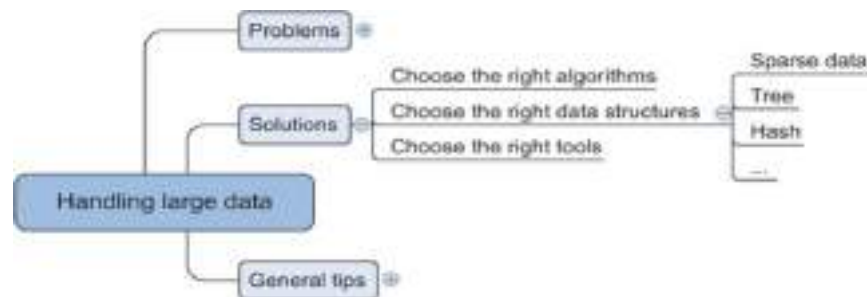 Problems
Solutions
Choose the right algorithms
Choose the right data structures
Choose the right tools
Sparse data
Tree
Hash
...
Handling large data
General tips